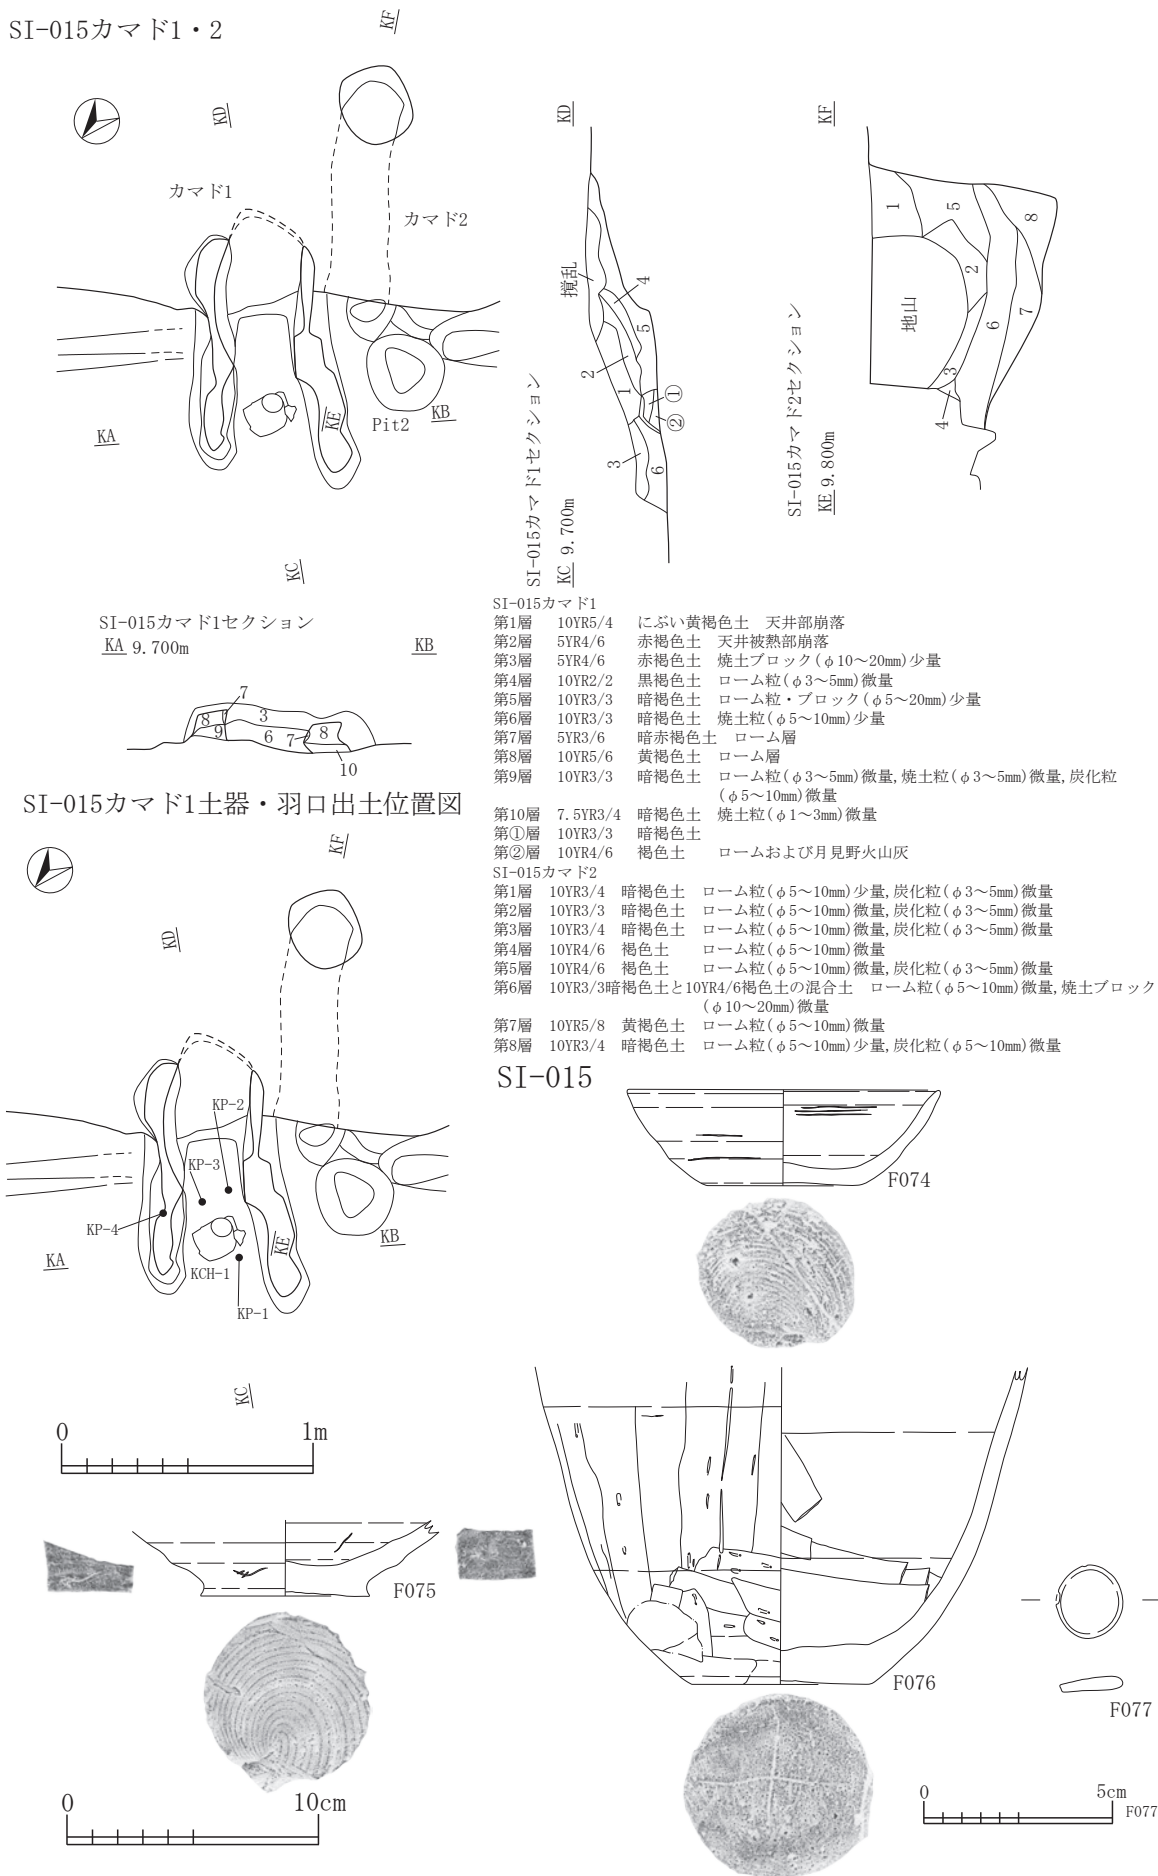 SI-015カマド1・2
KF
KD
カマド1
カマド2
KE
Pit2
KB
KA
KC
KD
撹乱
4
5
2
1
①
②
3
6
SI-015カマド1セクション
KC 9.700m
KF
1
5
8
2
地山
6
7
3
4
SI-015カマド2セクション
KE 9.800m
SI-015カマド1セクション
KA 9.700m
KB
7
8
3
9
6
7
8
10
SI-015カマド1
第1層 10YR5/4 にぶい黄褐色土 天井部崩落
第2層 5YR4/6 赤褐色土 天井被熱部崩落
第3層 5YR4/6 赤褐色土 焼土ブロック(φ10～20mm)少量
第4層 10YR2/2 黒褐色土 ローム粒(φ3～5mm)微量
第5層 10YR3/3 暗褐色土 ローム粒・ブロック(φ5～20mm)少量
第6層 10YR3/3 暗褐色土 焼土粒(φ5～10mm)少量
第7層 5YR3/6 暗赤褐色土 ローム層
第8層 10YR5/6 黄褐色土 ローム層
第9層 10YR3/3 暗褐色土 ローム粒(φ3～5mm)微量,焼土粒(φ3～5mm)微量,炭化粒
(φ5～10mm)微量
第10層 7.5YR3/4 暗褐色土 焼土粒(φ1～3mm)微量
第①層 10YR3/3 暗褐色土
第②層 10YR4/6 褐色土 ロームおよび月見野火山灰
SI-015カマド2
第1層 10YR3/4 暗褐色土 ローム粒(φ5～10mm)少量,炭化粒(φ3～5mm)微量
第2層 10YR3/3 暗褐色土 ローム粒(φ5～10mm)微量,炭化粒(φ3～5mm)微量
第3層 10YR3/4 暗褐色土 ローム粒(φ5～10mm)微量,炭化粒(φ3～5mm)微量
第4層 10YR4/6 褐色土 ローム粒(φ5～10mm)微量
第5層 10YR4/6 褐色土 ローム粒(φ5～10mm)微量,炭化粒(φ3～5mm)微量
第6層 10YR3/3暗褐色土と10YR4/6褐色土の混合土 ローム粒(φ5～10mm)微量,焼土ブロック
(φ10～20mm)微量
第7層 10YR5/8 黄褐色土 ローム粒(φ5～10mm)微量
第8層 10YR3/4 暗褐色土 ローム粒(φ5～10mm)少量,炭化粒(φ5～10mm)微量
SI-015カマド1土器・羽口出土位置図
KF
KD
KP-2
KP-3
KP-4
KE
KB
KA
KCH-1
KP-1
KC
0 1m
SI-015
F074
F075
F076
F077
0 10cm
0 5cm
F077